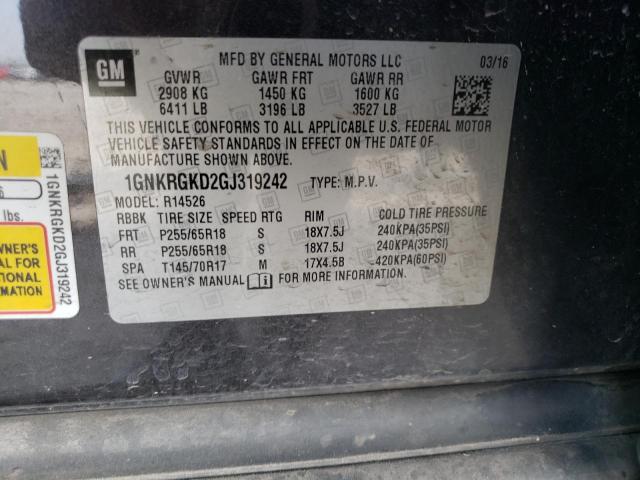 GM
MFD BY GENERAL MOTORS LLC 03/16
GVWR GAWR FRT GAWR RR
2908 KG 1450 KG 1600 KG
6411 LB 3196 LB 3527 LB
THIS VEHICLE CONFORMS TO ALL APPLICABLE U.S. FEDERAL MOTOR
VEHICLE SAFETY STANDARDS IN EFFECT ON THE DATE OF
MANUFACTURE SHOWN ABOVE.
1GNKRGKD2GJ319242 TYPE: M.P.V.
MODEL: R14526
RBBK TIRE SIZE SPEED RTG RIM COLD TIRE PRESSURE
FRT P255/65R18 S 18X7.5J 240KPA(35PSI)
RR P255/65R18 S 18X7.5J 240KPA(35PSI)
SPA T145/70R17 M 17X4.5B 420KPA(60PSI)
SEE OWNER'S MANUAL FOR MORE INFORMATION
lbs.
OWNER'S
AL FOR
TIONAL
MATION
1GNKRGKD2GJ319242